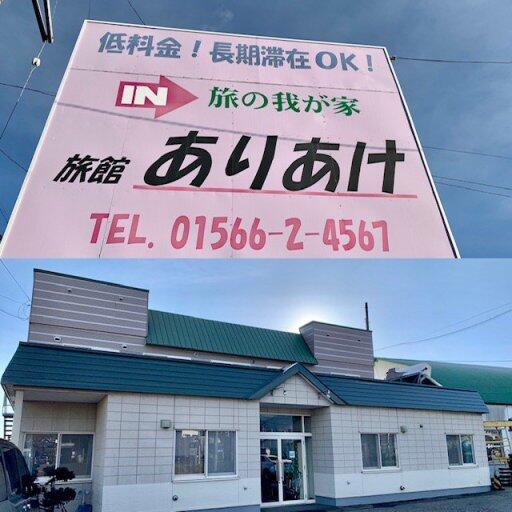 低料金！長期滞在OK！
IN 旅の我が家
旅館 ありあけ
TEL. 01566-2-4567